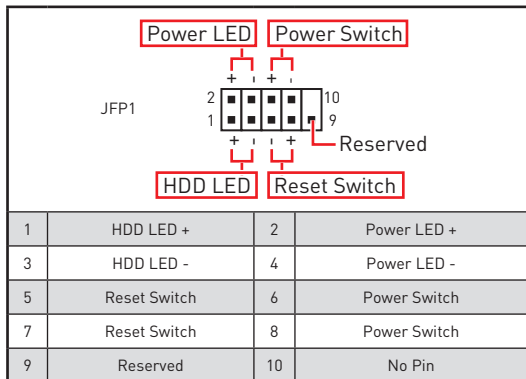 Power LED Power Switch
+ - + -
JFP1
2 10
1 9
+ - - +
Reserved
HDD LED Reset Switch
1 HDD LED + 2 Power LED +
3 HDD LED - 4 Power LED -
5 Reset Switch 6 Power Switch
7 Reset Switch 8 Power Switch
9 Reserved 10 No Pin